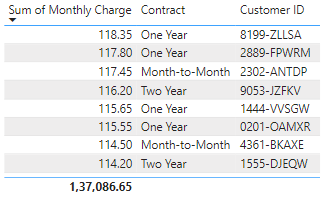 Sum of Monthly Charge Contract Customer ID
118.35 One Year 8199-ZLLSA
117.80 One Year 2889-FPWRM
117.45 Month-to-Month 2302-ANTDP
116.20 Two Year 9053-JZFKV
115.65 One Year 1444-VVSGW
115.55 One Year 0201-OAMXR
114.50 Month-to-Month 4361-BKAXE
114.20 Two Year 1555-DJEQW
1,37,086.65